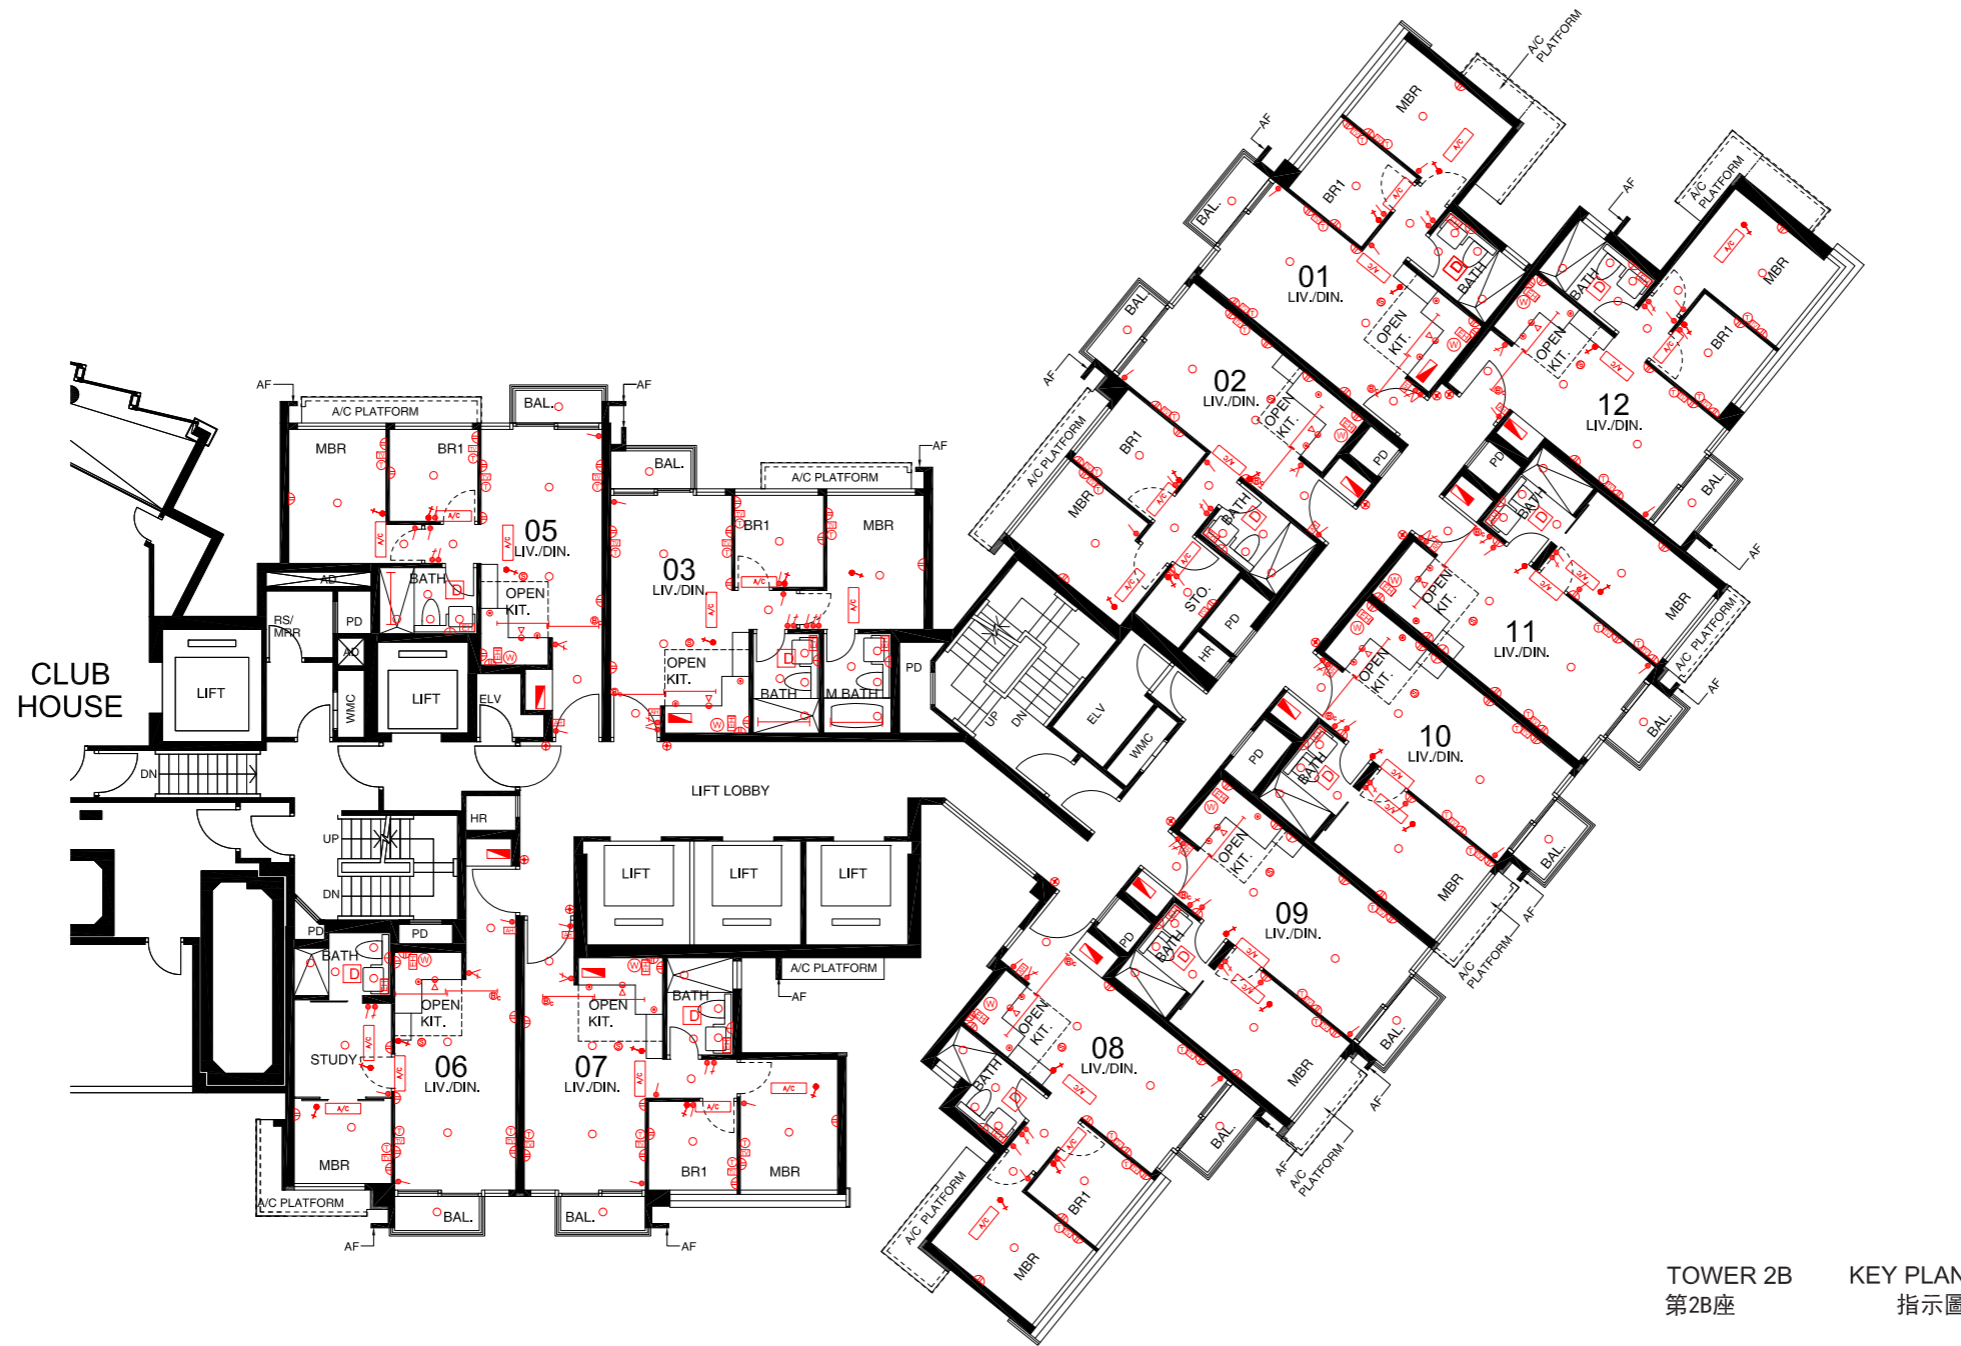 A/C
PLATFORM
MBR
AF
BR1
BAL.
01
LIV./DIN.
BATH
OPEN
KIT.
A/C
PLATFORM
AF
MBR
BR1
BATH
OPEN
KIT.
12
LIV./DIN.
BAL.
AF
PD
BAL.
02
LIV./DIN.
OPEN
KIT.
AF
A/C PLATFORM
BR1
MBR
BATH
STO.
PD
HR
PD
AF
A/C PLATFORM
BAL.
AF
MBR
BR1
05
LIV./DIN.
BATH
OPEN
KIT.
BAL.
A/C PLATFORM
AF
03
LIV./DIN.
BR1
MBR
OPEN
KIT.
BATH
M.BATH
PD
AD
RS/
MRR
PD
AD
WMC
LIFT
LIFT
ELV
CLUB
HOUSE
DN
UP
DN
ELV
WMC
LIFT LOBBY
HR
UP
DN
LIFT
LIFT
LIFT
PD
PD
BATH
OPEN
KIT.
STUDY
06
LIV./DIN.
MBR
A/C PLATFORM
AF
BAL.
OPEN
KIT.
BATH
A/C PLATFORM
AF
07
LIV./DIN.
BR1
MBR
BAL.
AF
BATH
OPEN
KIT.
11
LIV./DIN.
MBR
A/C PLATFORM
AF
BAL.
OPEN
KIT.
10
LIV./DIN.
PD
BATH
MBR
BAL.
AF
A/C
PLATFORM
OPEN
KIT.
09
LIV./DIN.
PD
BATH
MBR
BAL.
AF
AF
A/C
PLATFORM
OPEN
KIT.
08
LIV./DIN.
BATH
BAL.
BR1
MBR
A/C PLATFORM
TOWER 2B
第2B座
KEY PLAN
指示圖